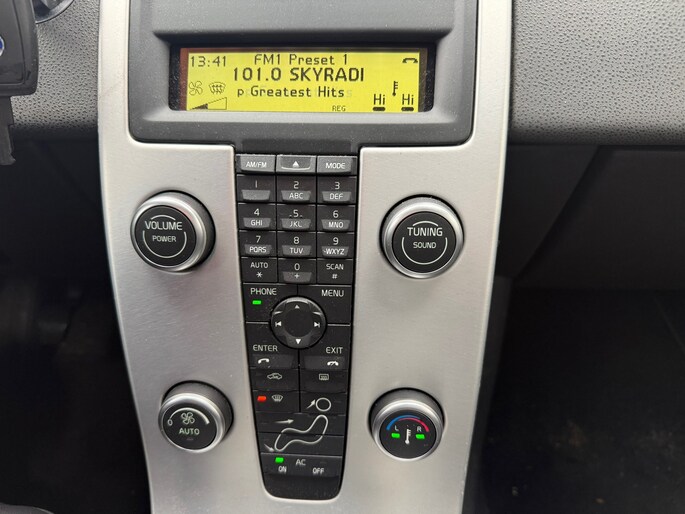 13:41
FM1 Preset 1
101.0 SKYRADI
Greatest Hits
REG
Hi Hi
AM/FM MODE
1 2 ABC 3 DEF
4 GHI 5 JKL 6 MNO
7 PQRS 8 TUV 9 WXYZ
AUTO * 0 + SCAN #
VOLUME
POWER
TUNING
SOUND
PHONE MENU
ENTER EXIT
0
AUTO
L R
AC
ON OFF